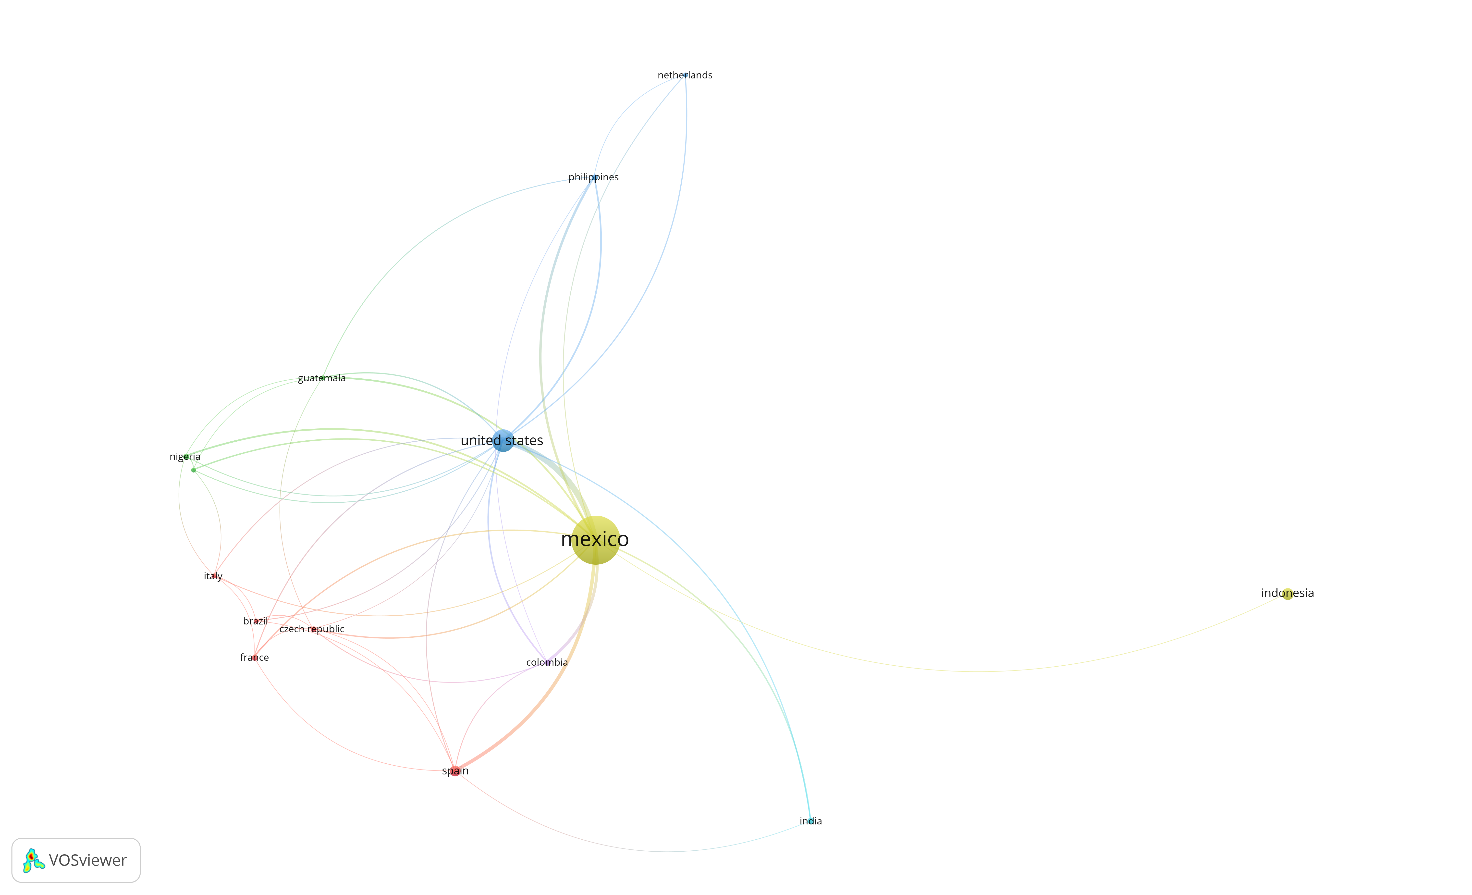 netherlands
philippines
guatemala
united states
nigeria
mexico
italy
indonesia
brazil
czech republic
france
colombia
spain
india
VOSviewer